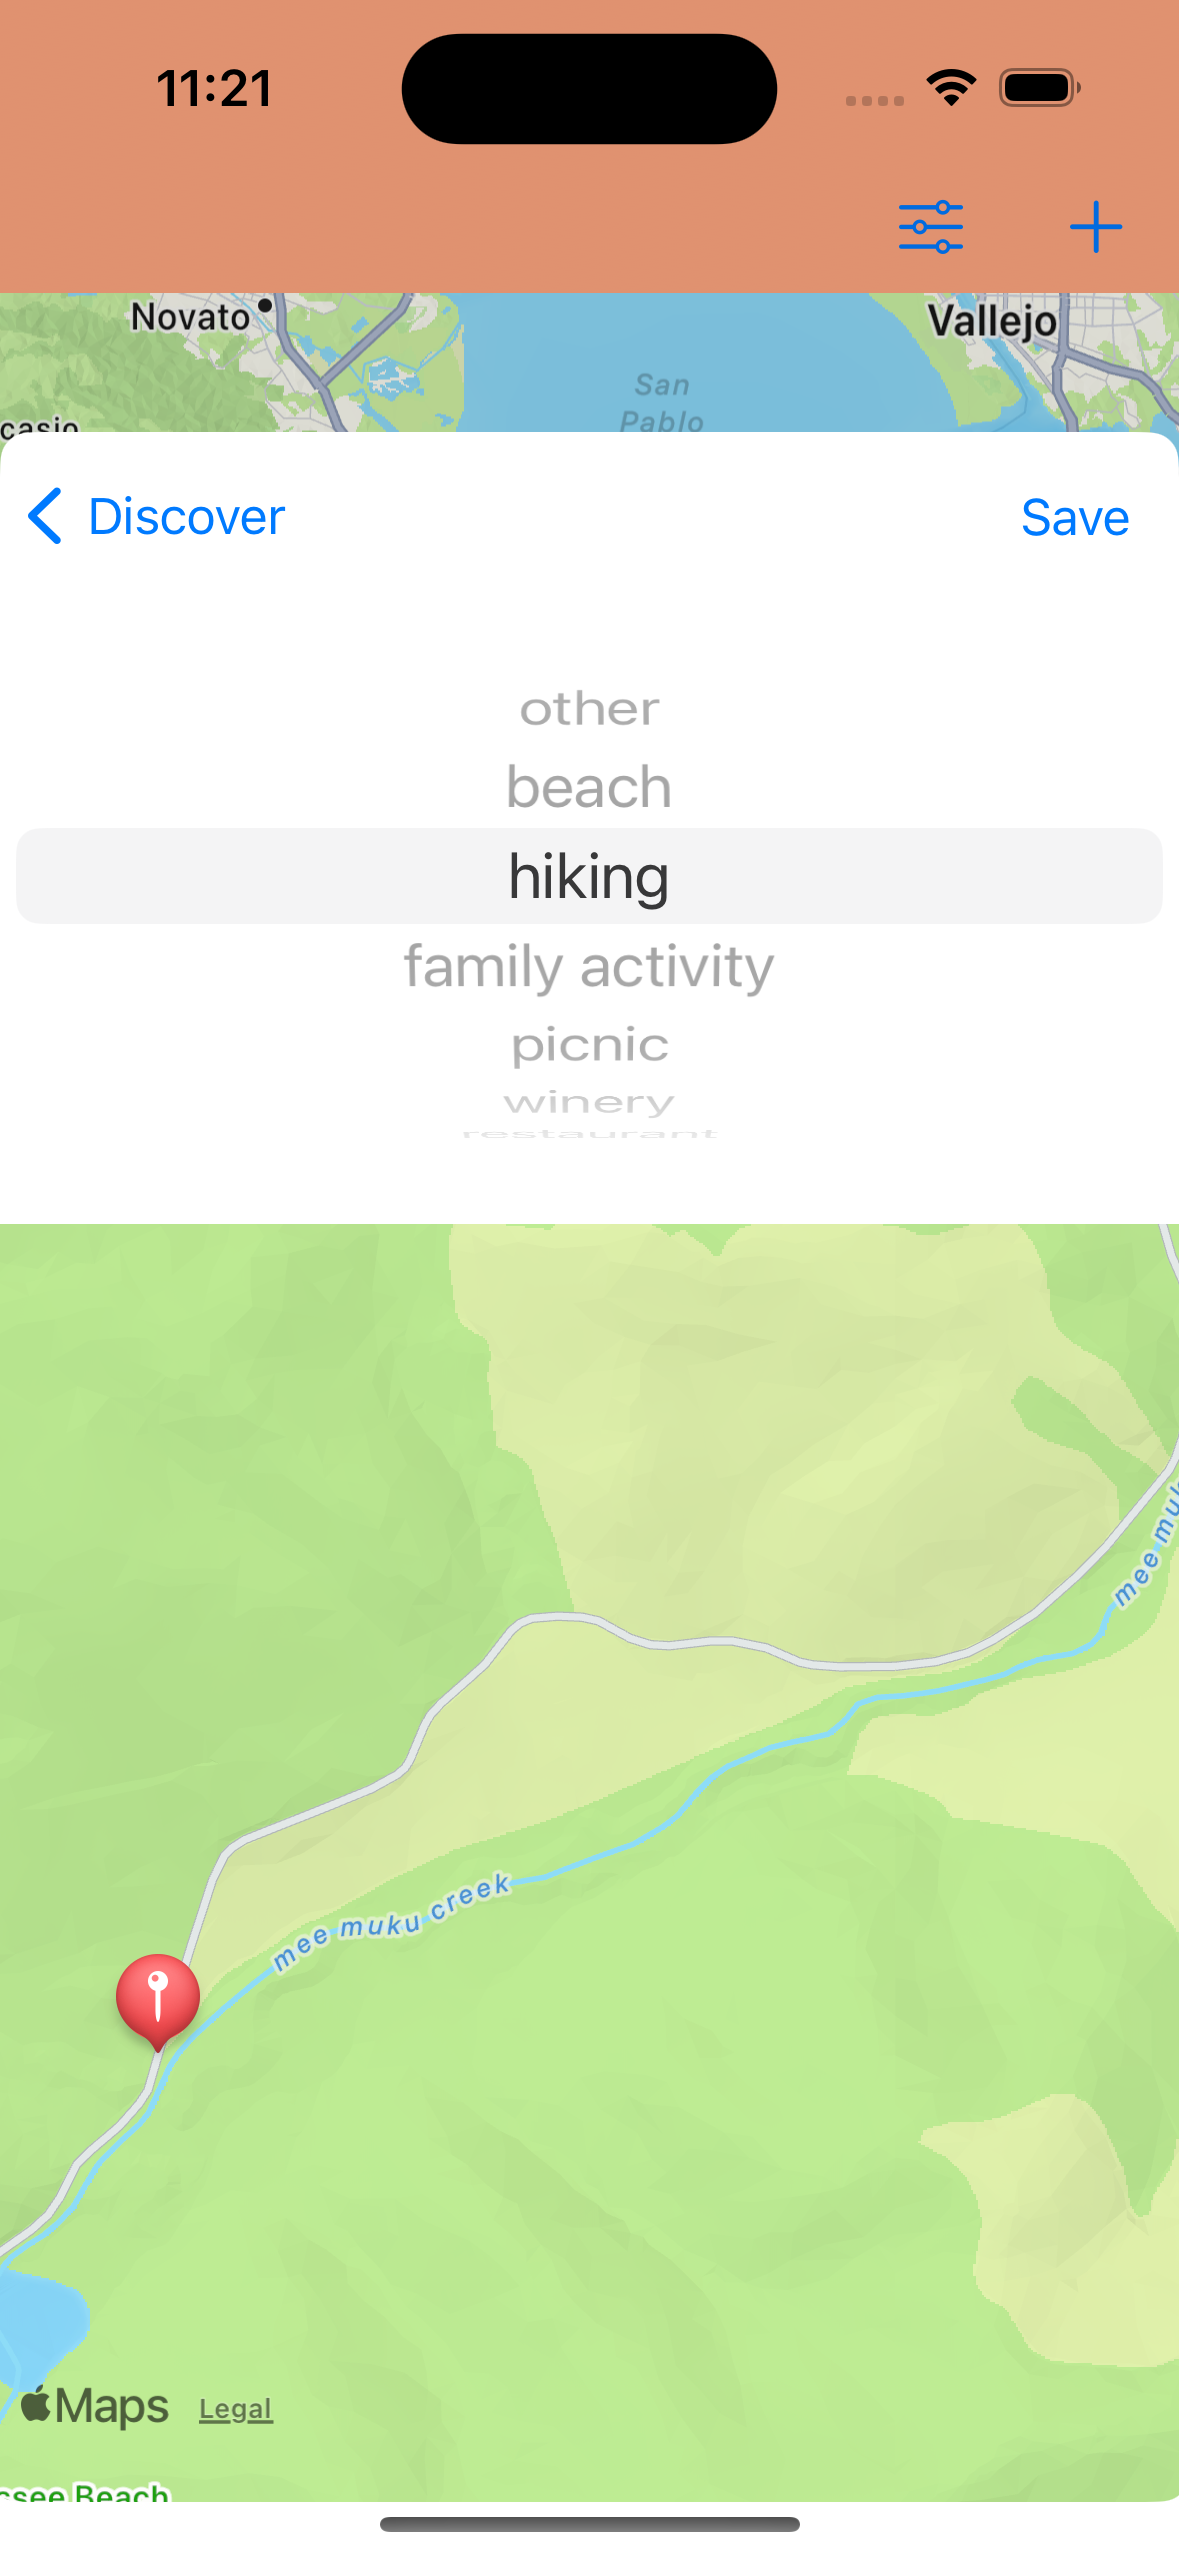 11:21
Novato
Vallejo
San
Pablo
casio
Discover
Save
other
beach
hiking
family activity
picnic
winery
restaurant
mee muk
mee muku creek
Maps
Legal
csee Beach